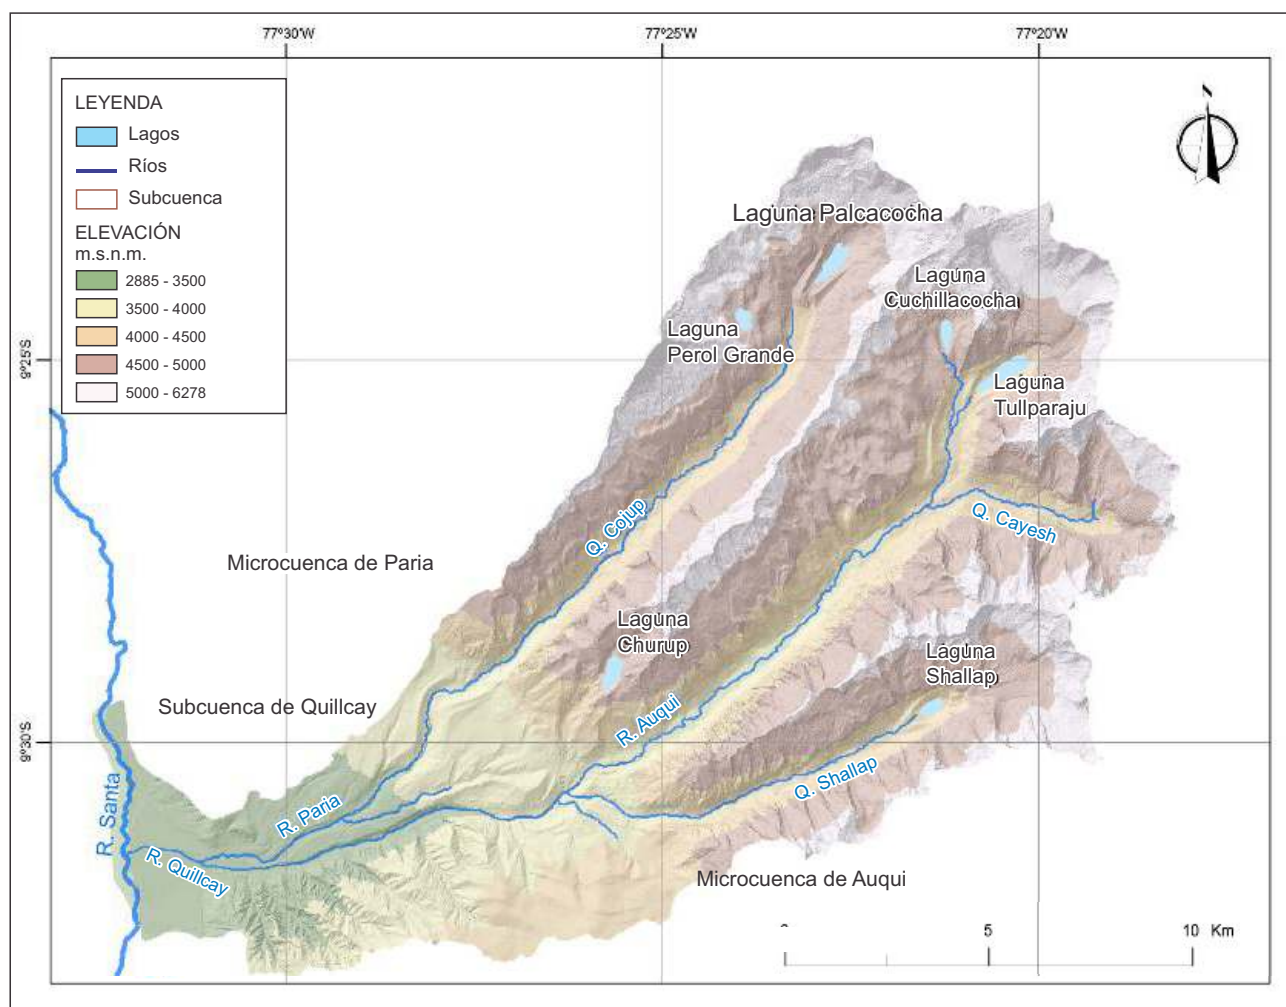 77°30'W
77°25'W
77°20'W
LEYENDA
Lagos
Ríos
Subcuenca
ELEVACIÓN
m.s.n.m.
2885 - 3500
3500 - 4000
4000 - 4500
4500 - 5000
5000 - 6278
Laguna Palcacocha
Laguna
Cuchillacocha
Laguna
Perol Grande
Laguna
Tullparaju
9°25'S
Q. Cojup
Q. Cayesh
Microcuenca de Paria
Laguna
Churup
Laguna
Shallap
Subcuenca de Quillcay
R. Auqui
9°30'S
Q. Shallap
R. Santa
R. Paria
R. Quillcay
Microcuenca de Auqui
5
10 Km